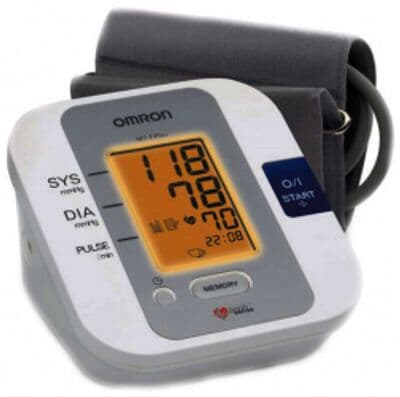 OMRON
118
SYS
mmHg
78
DIA
mmHg
70
PULSE
/min
22:08
O/I
START
MEMORY